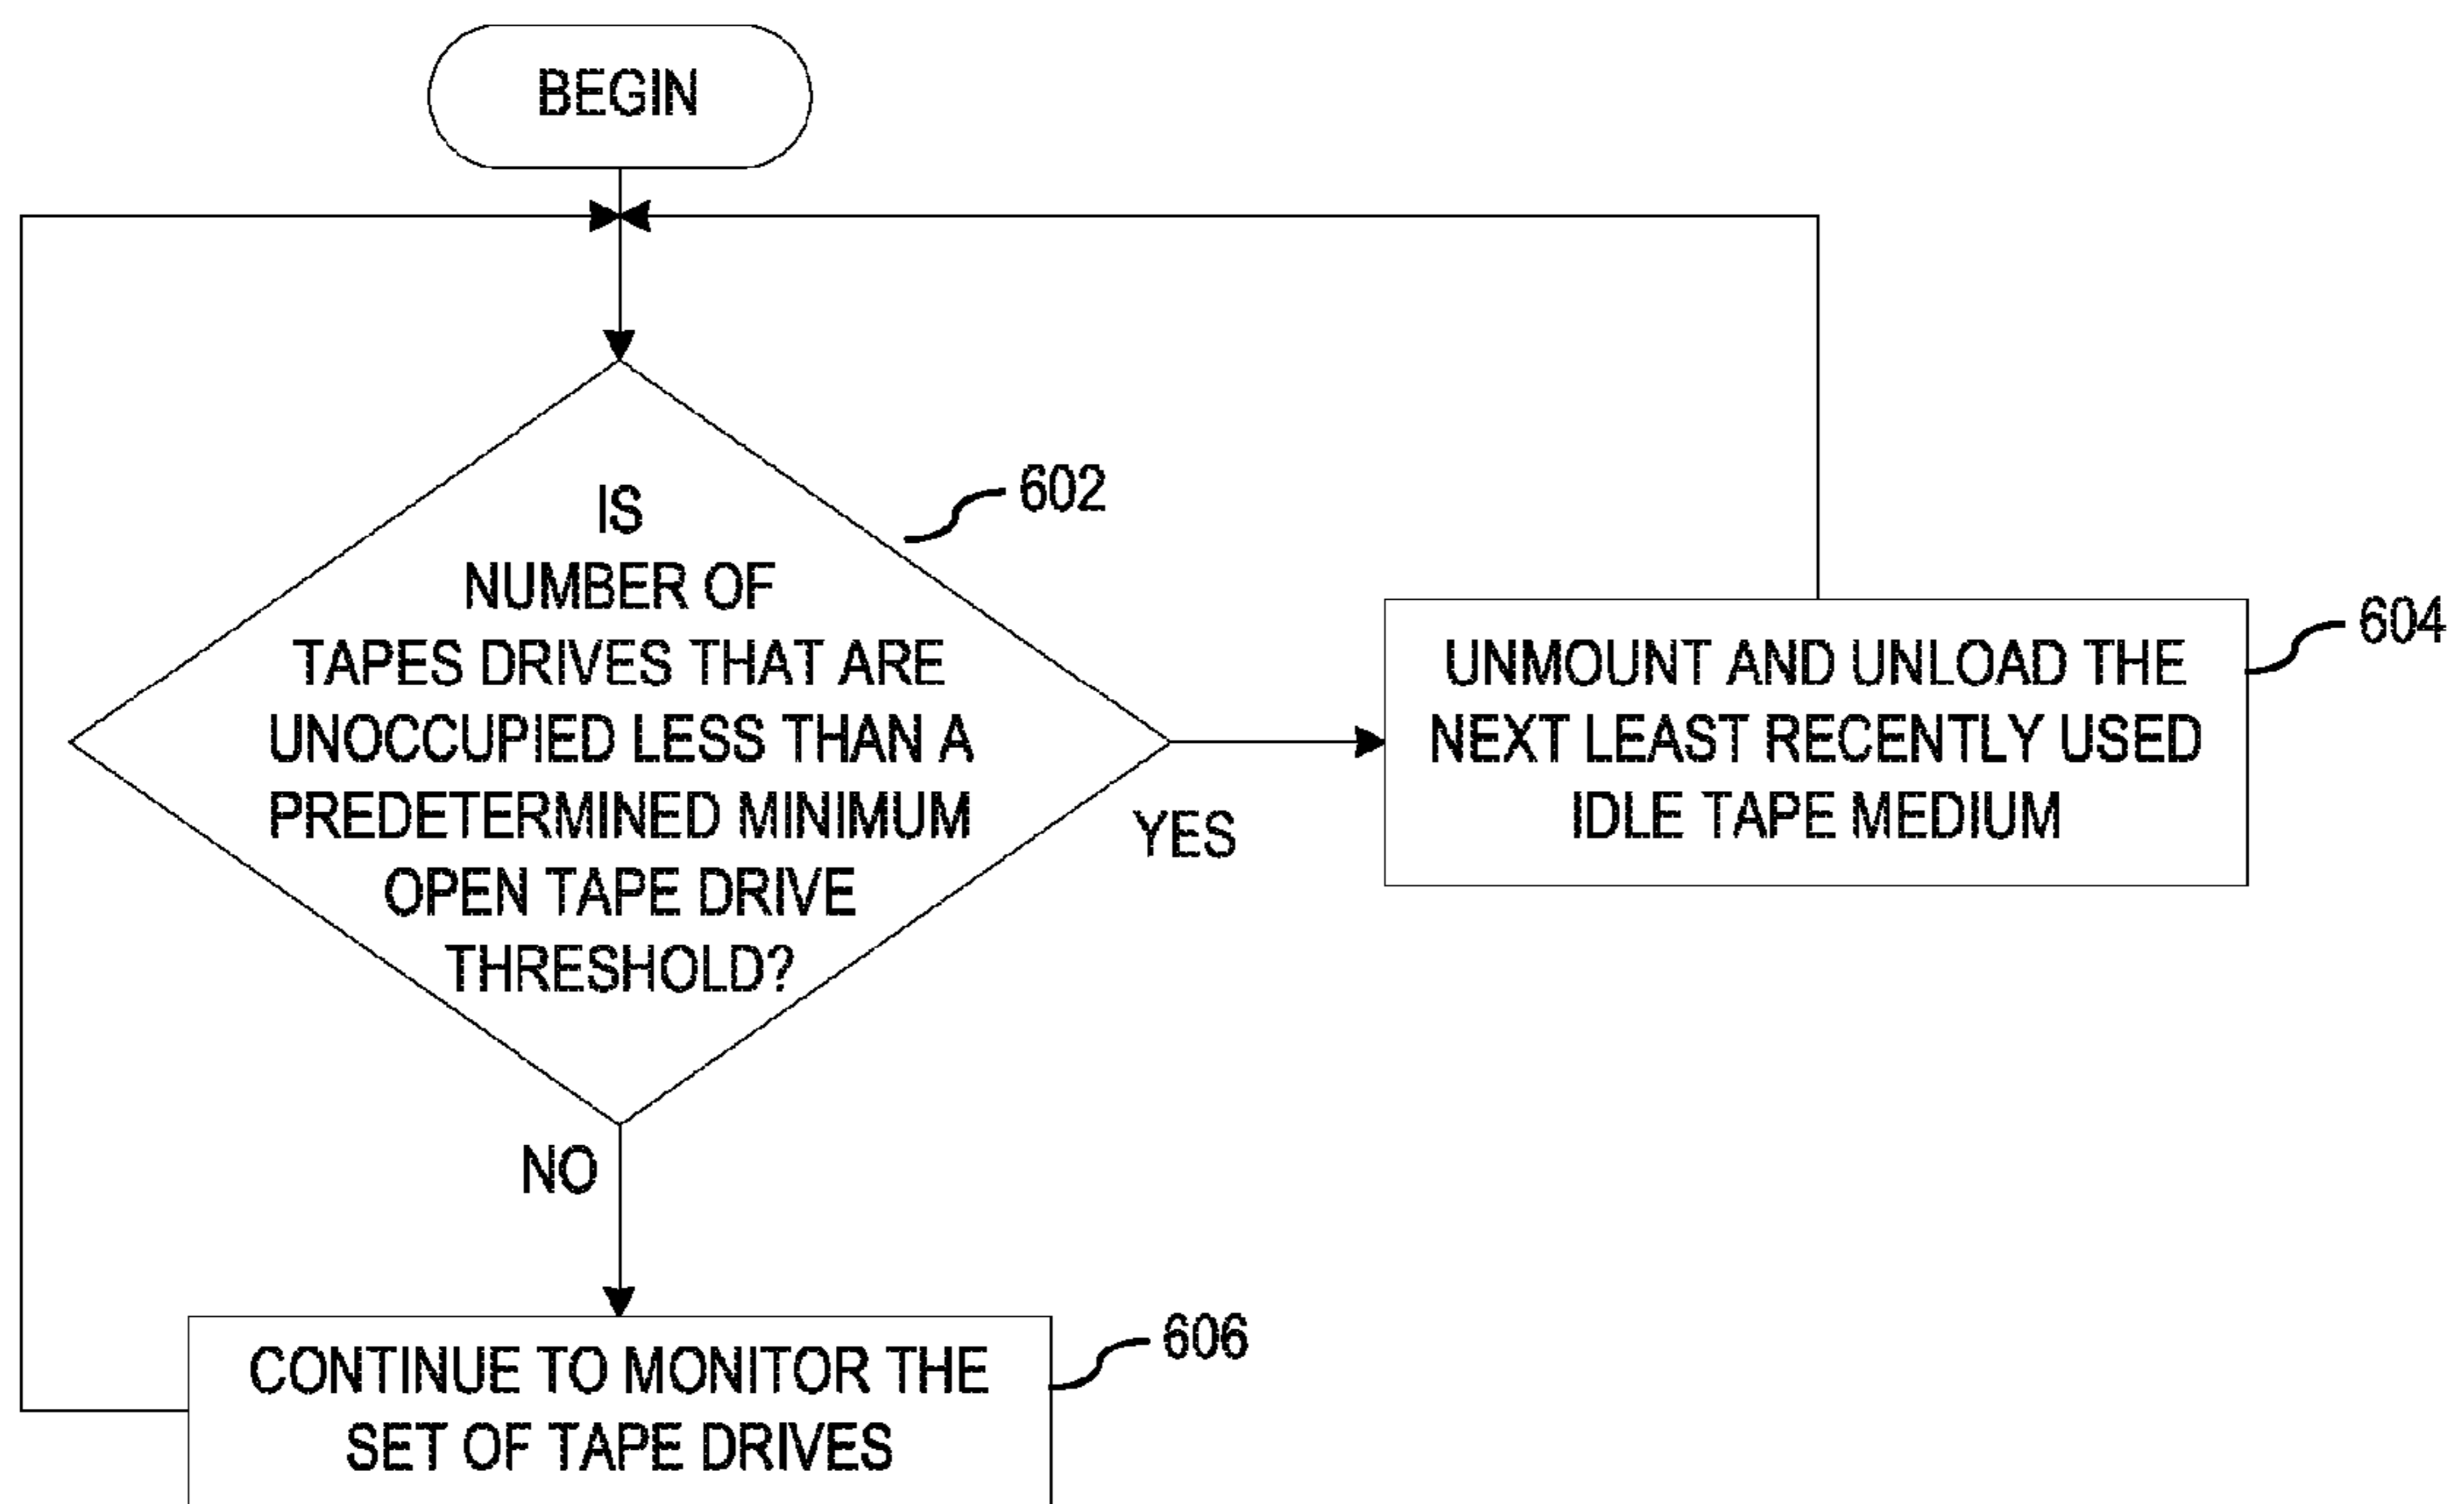 BEGIN
602
IS
NUMBER OF
TAPES DRIVES THAT ARE
UNOCCUPIED LESS THAN A
PREDETERMINED MINIMUM
OPEN TAPE DRIVE
THRESHOLD?
YES
604
UNMOUNT AND UNLOAD THE
NEXT LEAST RECENTLY USED
IDLE TAPE MEDIUM
NO
606
CONTINUE TO MONITOR THE
SET OF TAPE DRIVES